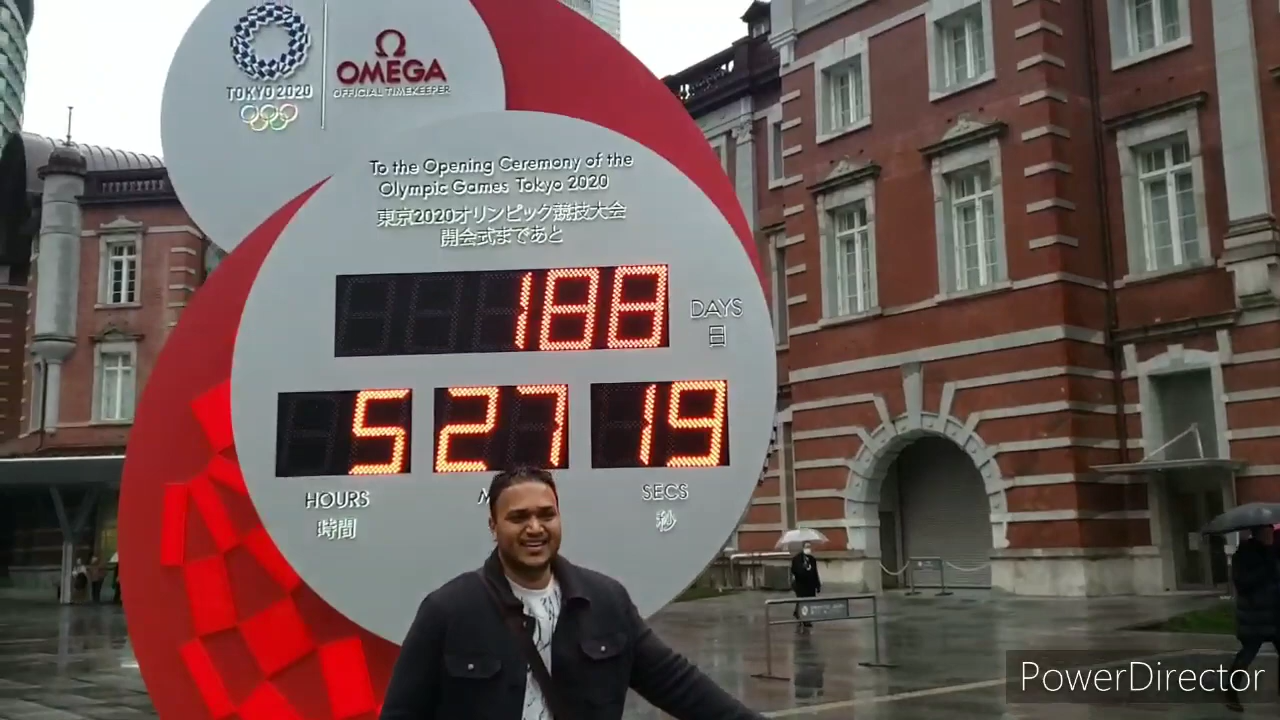 TOKYO 2020
OMEGA
OFFICIAL TIMEKEEPER
To the Opening Ceremony of the
Olympic Games Tokyo 2020
東京2020オリンピック競技大会
開会式まであと
188
DAYS
日
5 27 19
HOURS
時間
M
SECS
秒
PowerDirector